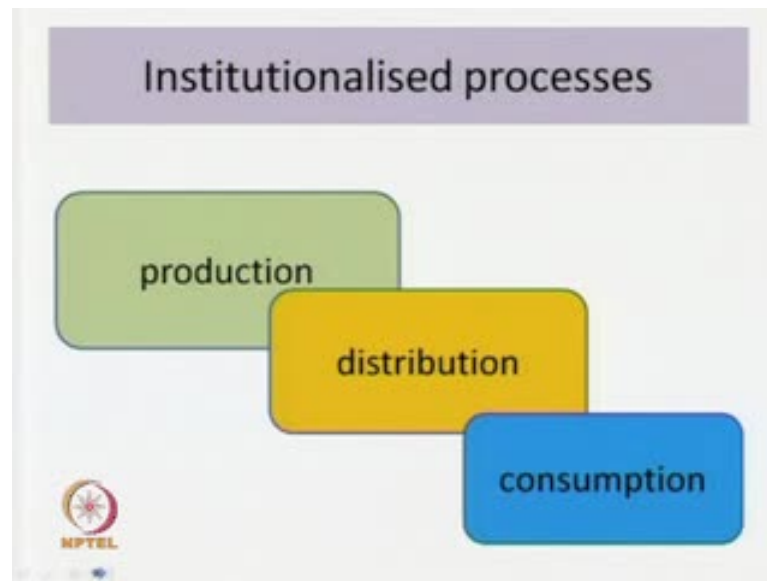 Institutionalised processes
production
distribution
consumption
NPTEL